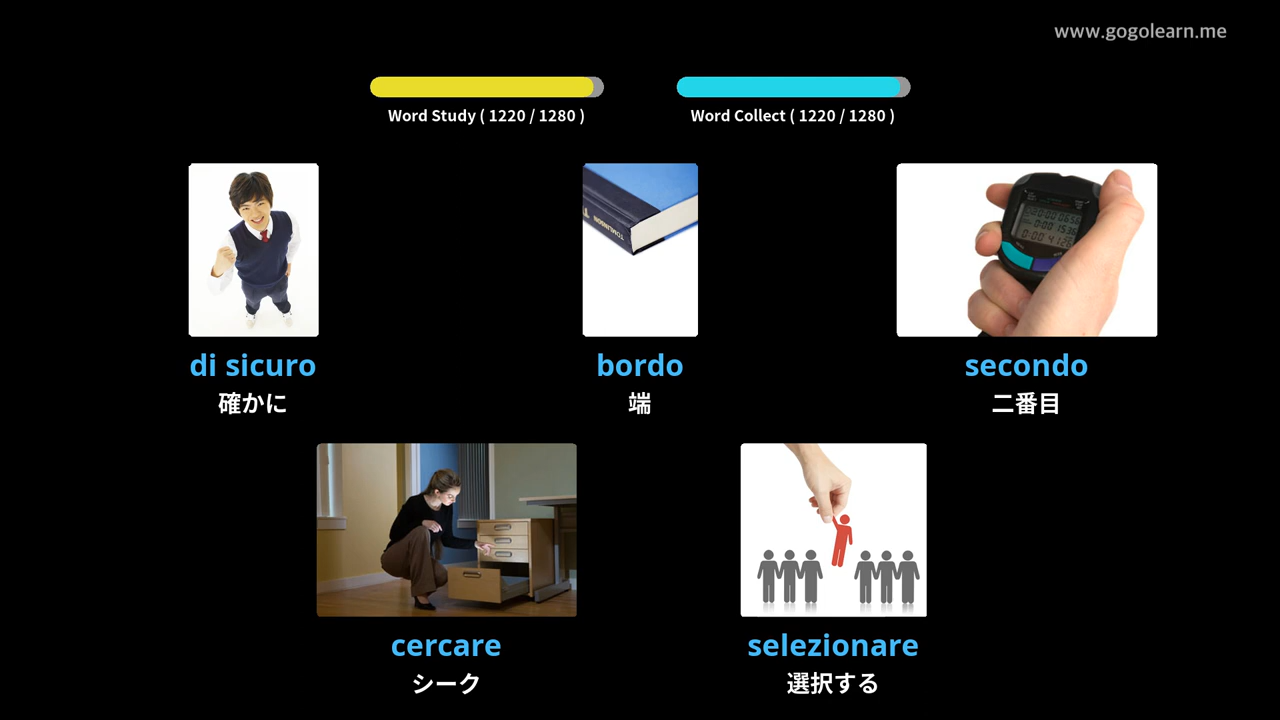 www.gogolearn.me
Word Study ( 1220 / 1280 )
Word Collect ( 1220 / 1280 )
TOMLINSON
di sicuro
確かに
bordo
端
secondo
二番目
cercare
シーク
selezionare
選択する